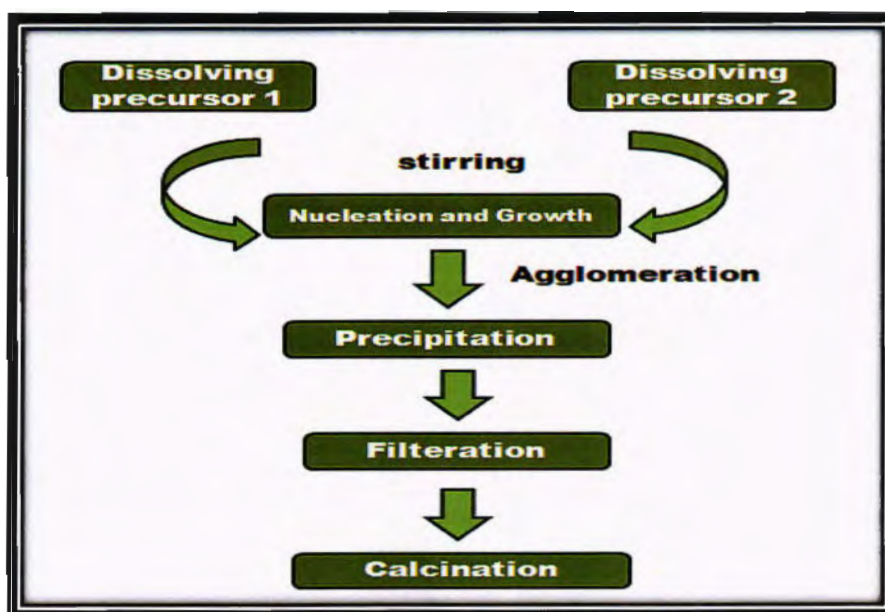 Dissolving
precursor 1
Dissolving
precursor 2
stirring
Nucleation and Growth
Agglomeration
Precipitation
Filteration
Calcination